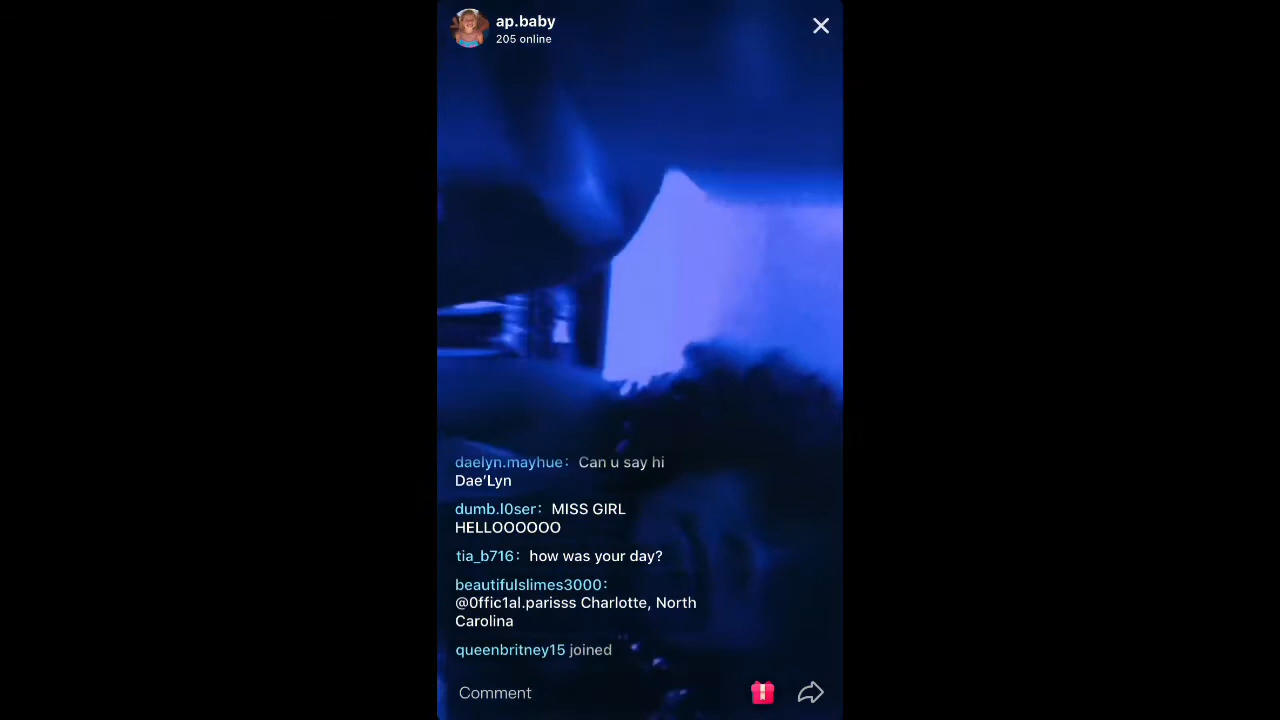 ap.baby
205 online
daelyn.mayhue: Can u say hi
Dae’Lyn
dumb.l0ser: MISS GIRL
HELLOOOOOO
tia_b716: how was your day?
beautifulslimes3000:
@0ffic1al.parisss Charlotte, North
Carolina
queenbritney15 joined
Comment